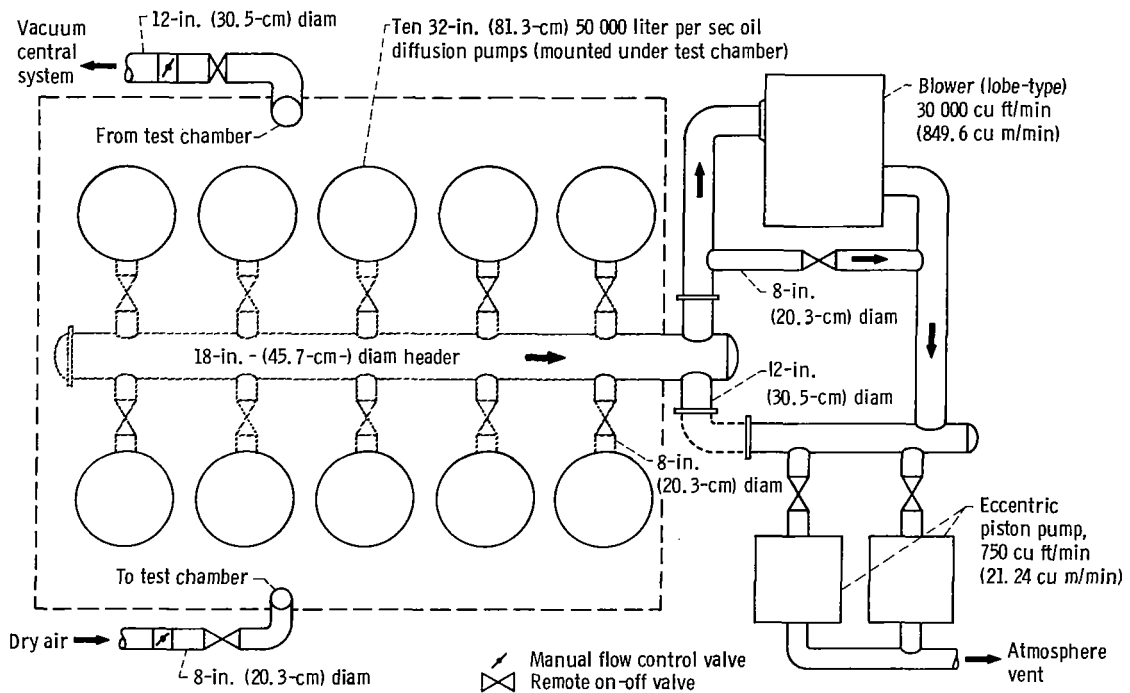 12-in. (30.5-cm) diam
Vacuum
central
system
From test chamber
Ten 32-in. (81.3-cm) 50 000 liter per sec oil
diffusion pumps (mounted under test chamber)
Blower (lobe-type)
30 000 cu ft/min
(849.6 cu m/min)
8-in.
(20.3-cm) diam
18-in. - (45.7-cm-) diam header
12-in.
(30.5-cm) diam
8-in.
(20.3-cm) diam
Eccentric
piston pump,
750 cu ft/min
(21.24 cu m/min)
To test chamber
Dry air
8-in. (20.3-cm) diam
Manual flow control valve
Remote on-off valve
Atmosphere
vent